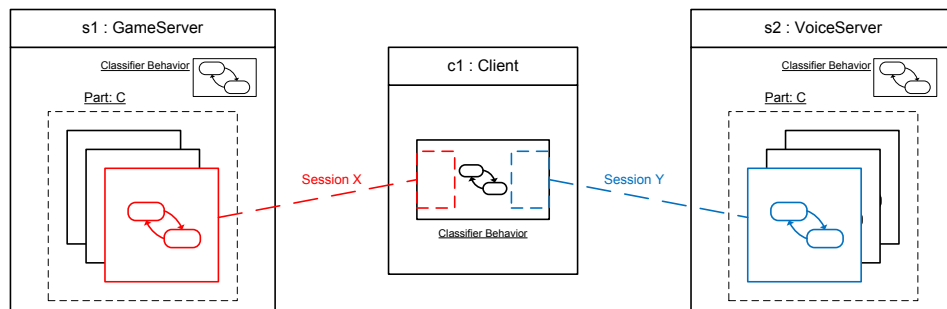 s1 : GameServer
Classifier Behavior
Part: C
Session X
c1 : Client
Classifier Behavior
Session Y
s2 : VoiceServer
Classifier Behavior
Part: C